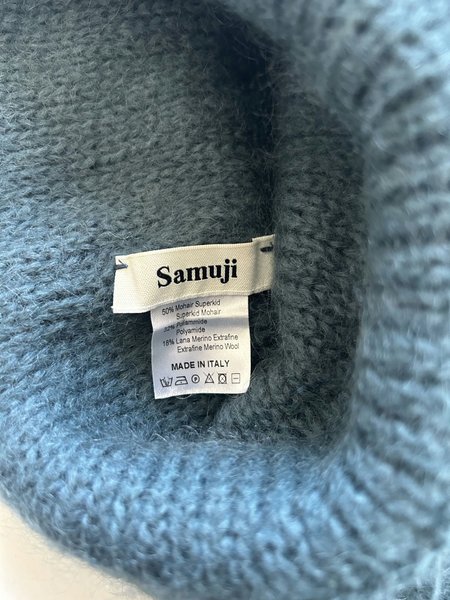 Samuji
50% Mohair Superkid
Superkid Mohair
32% Poliammide
Polyamide
18% Lana Merino Extrafine
Extrafine Merino Wool
MADE IN ITALY